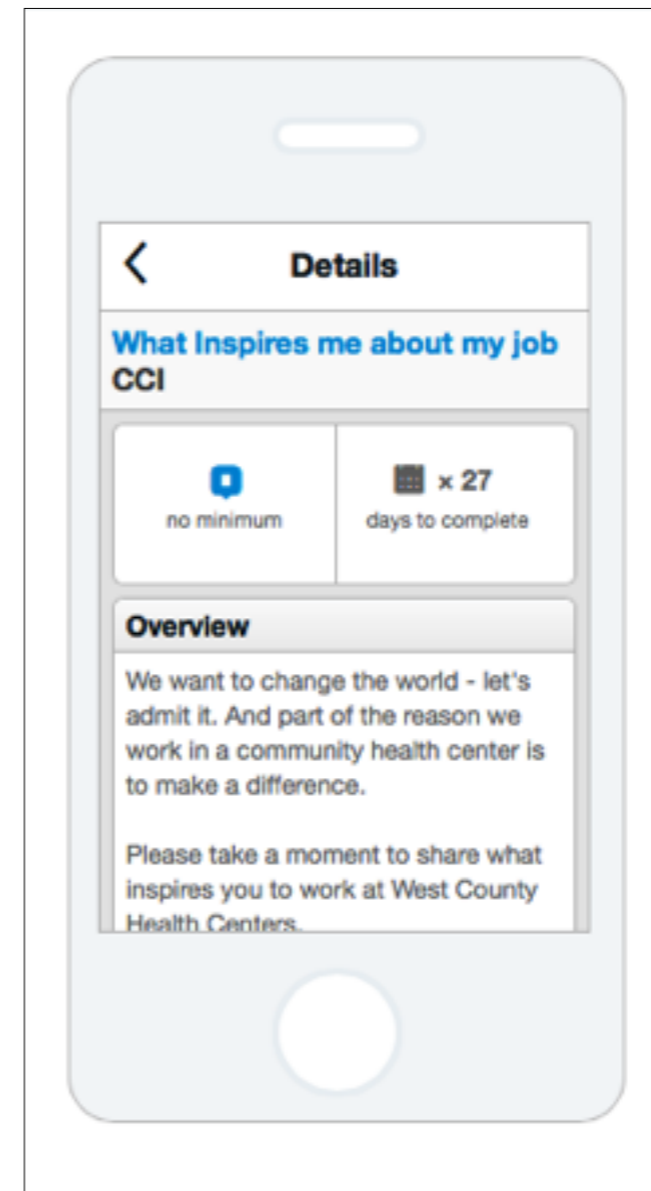 Details
What Inspires me about my job
CCI
no minimum
x 27
days to complete
Overview
We want to change the world - let's
admit it. And part of the reason we
work in a community health center is
to make a difference.
Please take a moment to share what
inspires you to work at West County
Health Centers.